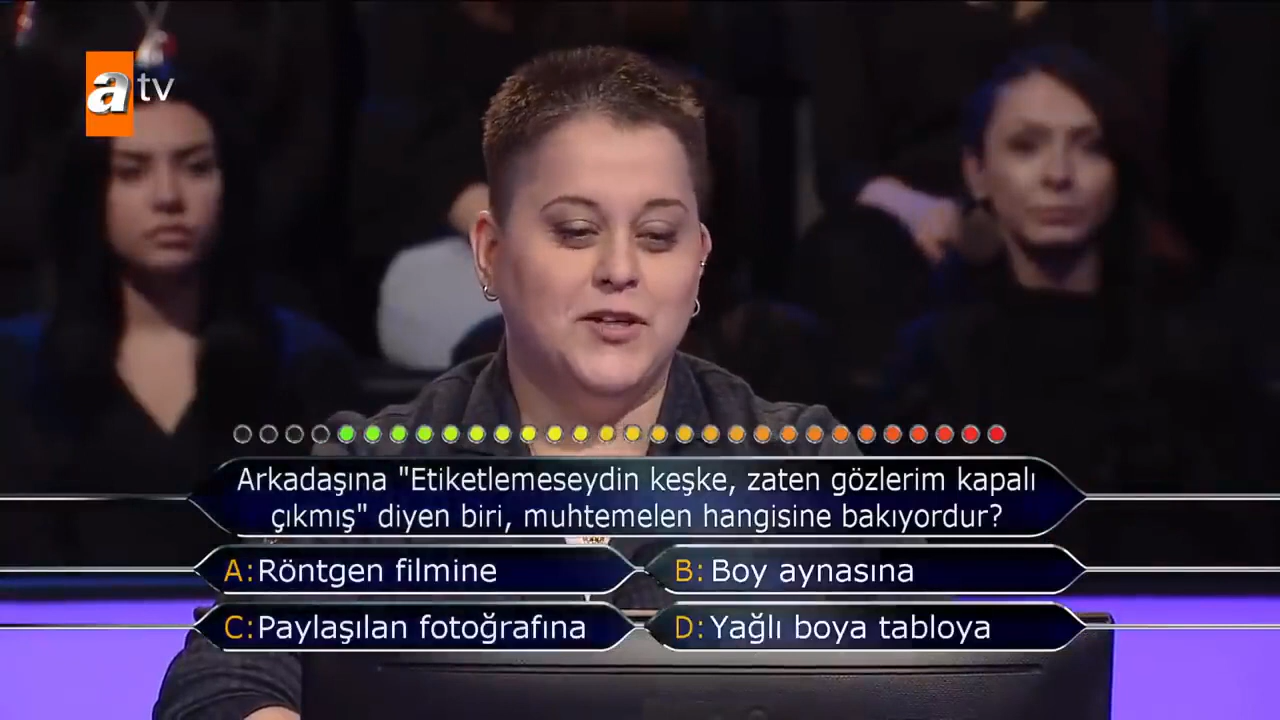 atv
Arkadaşına "Etiketlemeseydin keşke, zaten gözlerim kapalı
çıkmış" diyen biri, muhtemelen hangisine bakıyordur?
A: Röntgen filmine
B: Boy aynasına
C: Paylaşılan fotoğrafına
D: Yağlı boya tabloya